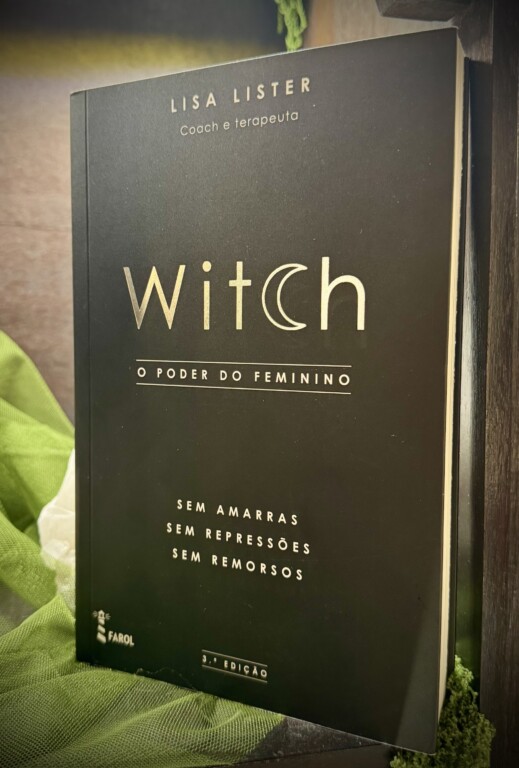 LISA LISTER
Coach e terapeuta
Witch
O PODER DO FEMININO
SEM AMARRAS
SEM REPRESSÕES
SEM REMORSOS
FAROL
3.ª EDIÇÃO